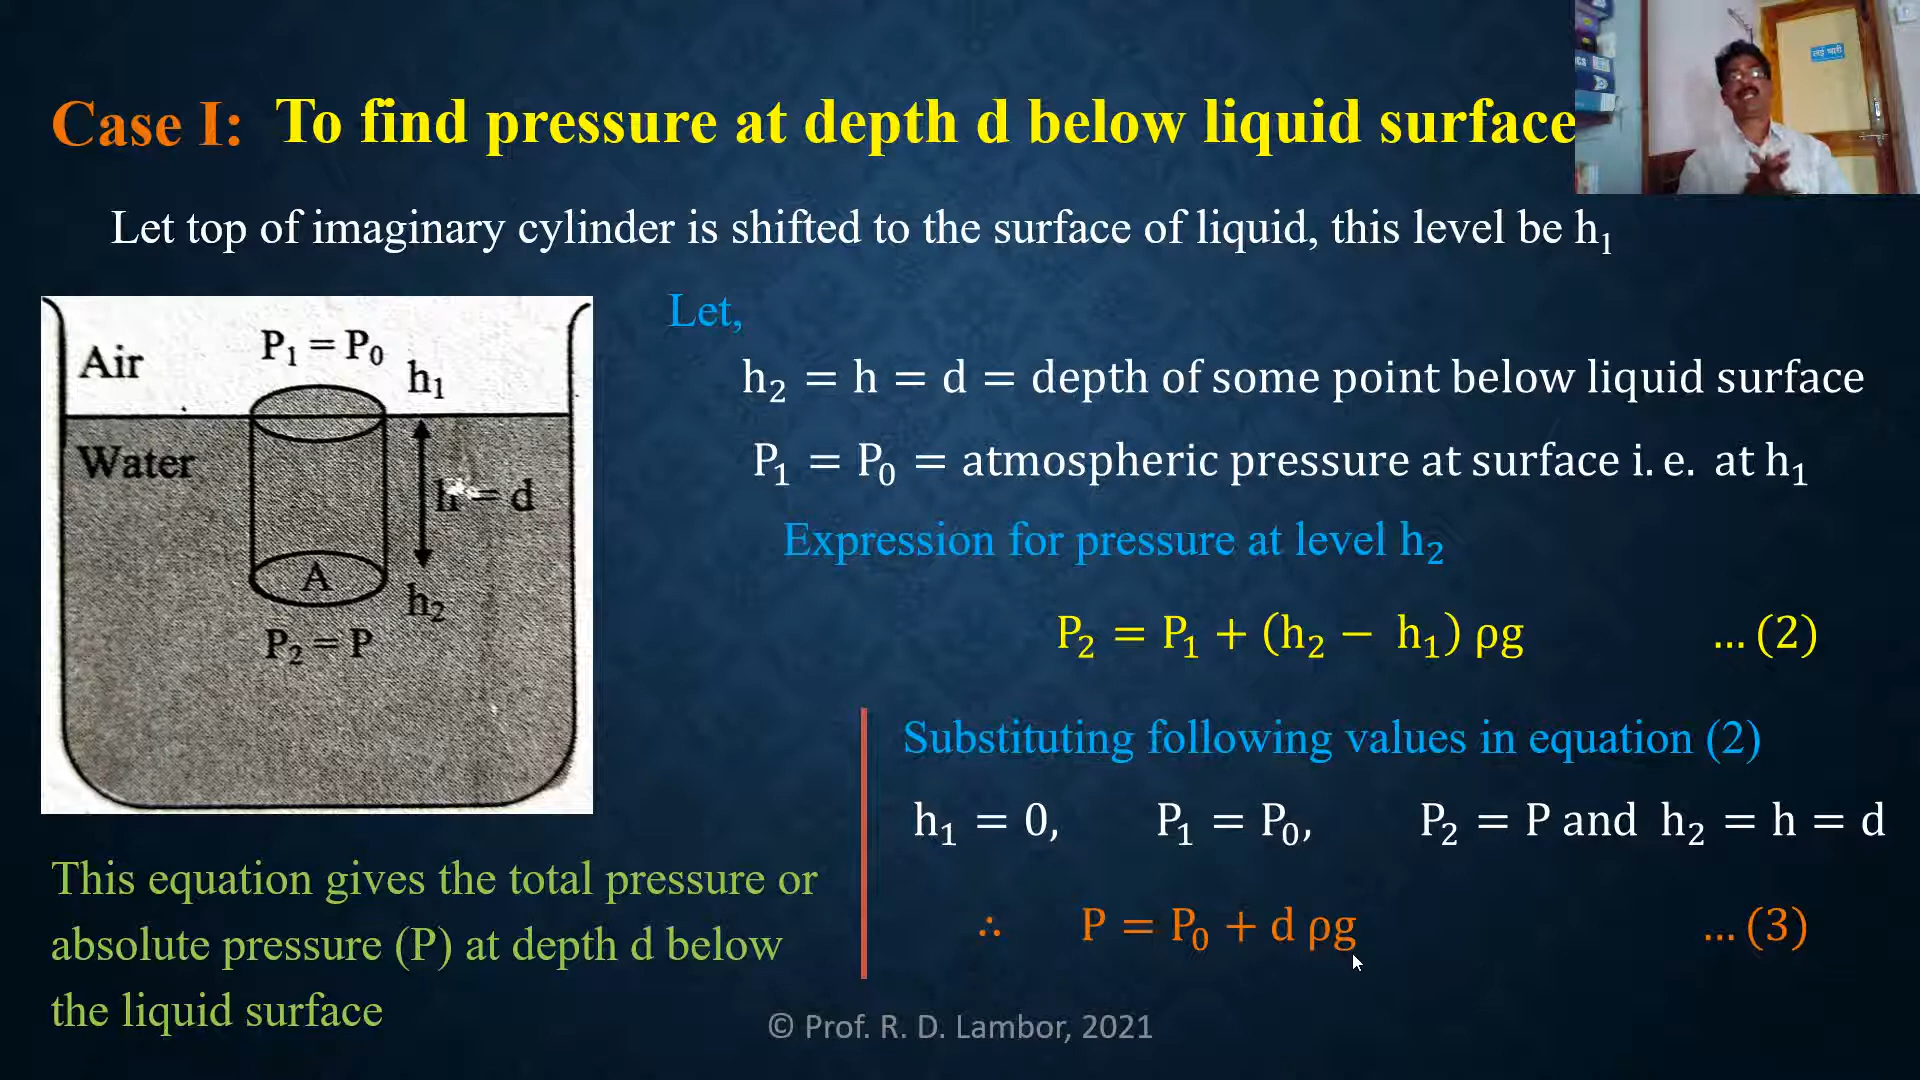 Case I: To find pressure at depth d below liquid surface
लई भारी
Let top of imaginary cylinder is shifted to the surface of liquid, this level be h₁
Let,
h₂ = h = d = depth of some point below liquid surface
P₁ = P₀ = atmospheric pressure at surface i. e. at h₁
Expression for pressure at level h₂
P₂ = P₁ + (h₂ − h₁) ρg ... (2)
Substituting following values in equation (2)
h₁ = 0, P₁ = P₀, P₂ = P and h₂ = h = d
∴ P = P₀ + d ρg ... (3)
P₁ = P₀
Air
h₁
Water
h = d
A
h₂
P₂ = P
This equation gives the total pressure or
absolute pressure (P) at depth d below
the liquid surface
© Prof. R. D. Lambor, 2021